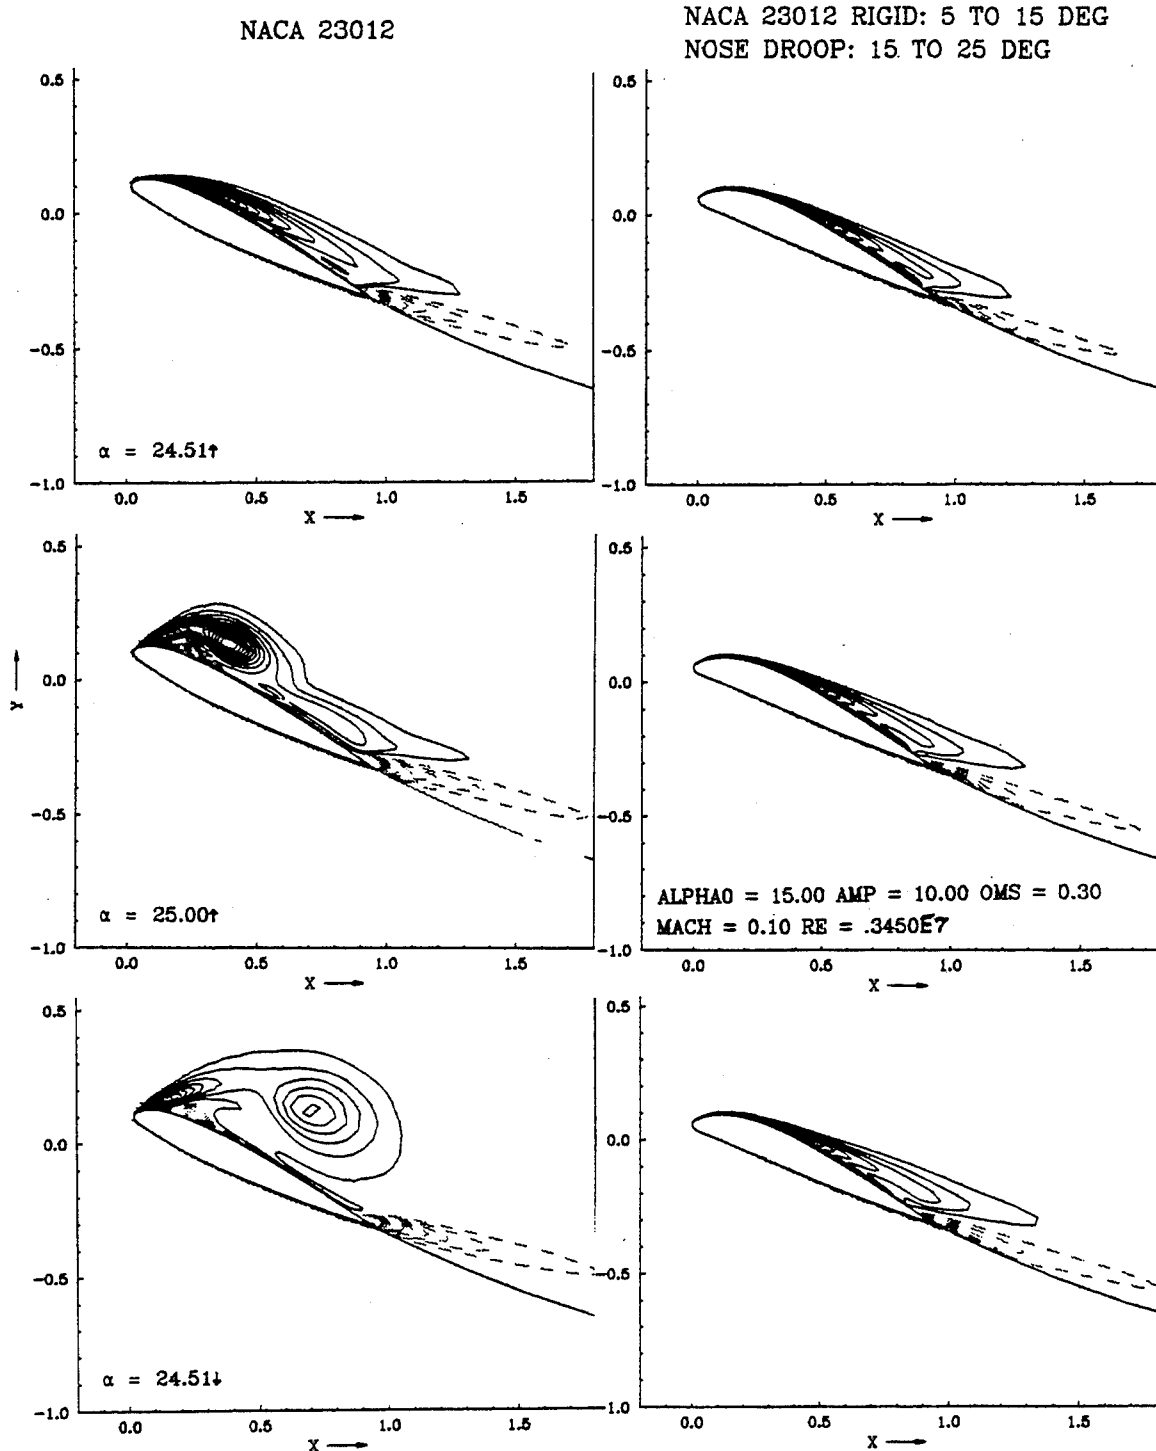 NACA 23012
NACA 23012 RIGID: 5 TO 15 DEG
NOSE DROOP: 15 TO 25 DEG
0.5
0.0
−0.5
−1.0
α = 24.51↑
0.0 0.5 1.0 1.5
X →
0.5
0.0
−0.5
−1.0
0.0 0.5 1.0 1.5
X →
Y →
0.5
0.0
−0.5
−1.0
α = 25.00↑
0.0 0.5 1.0 1.5
X →
0.5
0.0
−0.5
−1.0
ALPHA0 = 15.00 AMP = 10.00 OMS = 0.30
MACH = 0.10 RE = .3450E7
0.0 0.5 1.0 1.5
X →
0.5
0.0
−0.5
−1.0
α = 24.51↓
0.0 0.5 1.0 1.5
X →
0.5
0.0
−0.5
−1.0
0.0 0.5 1.0 1.5
X →